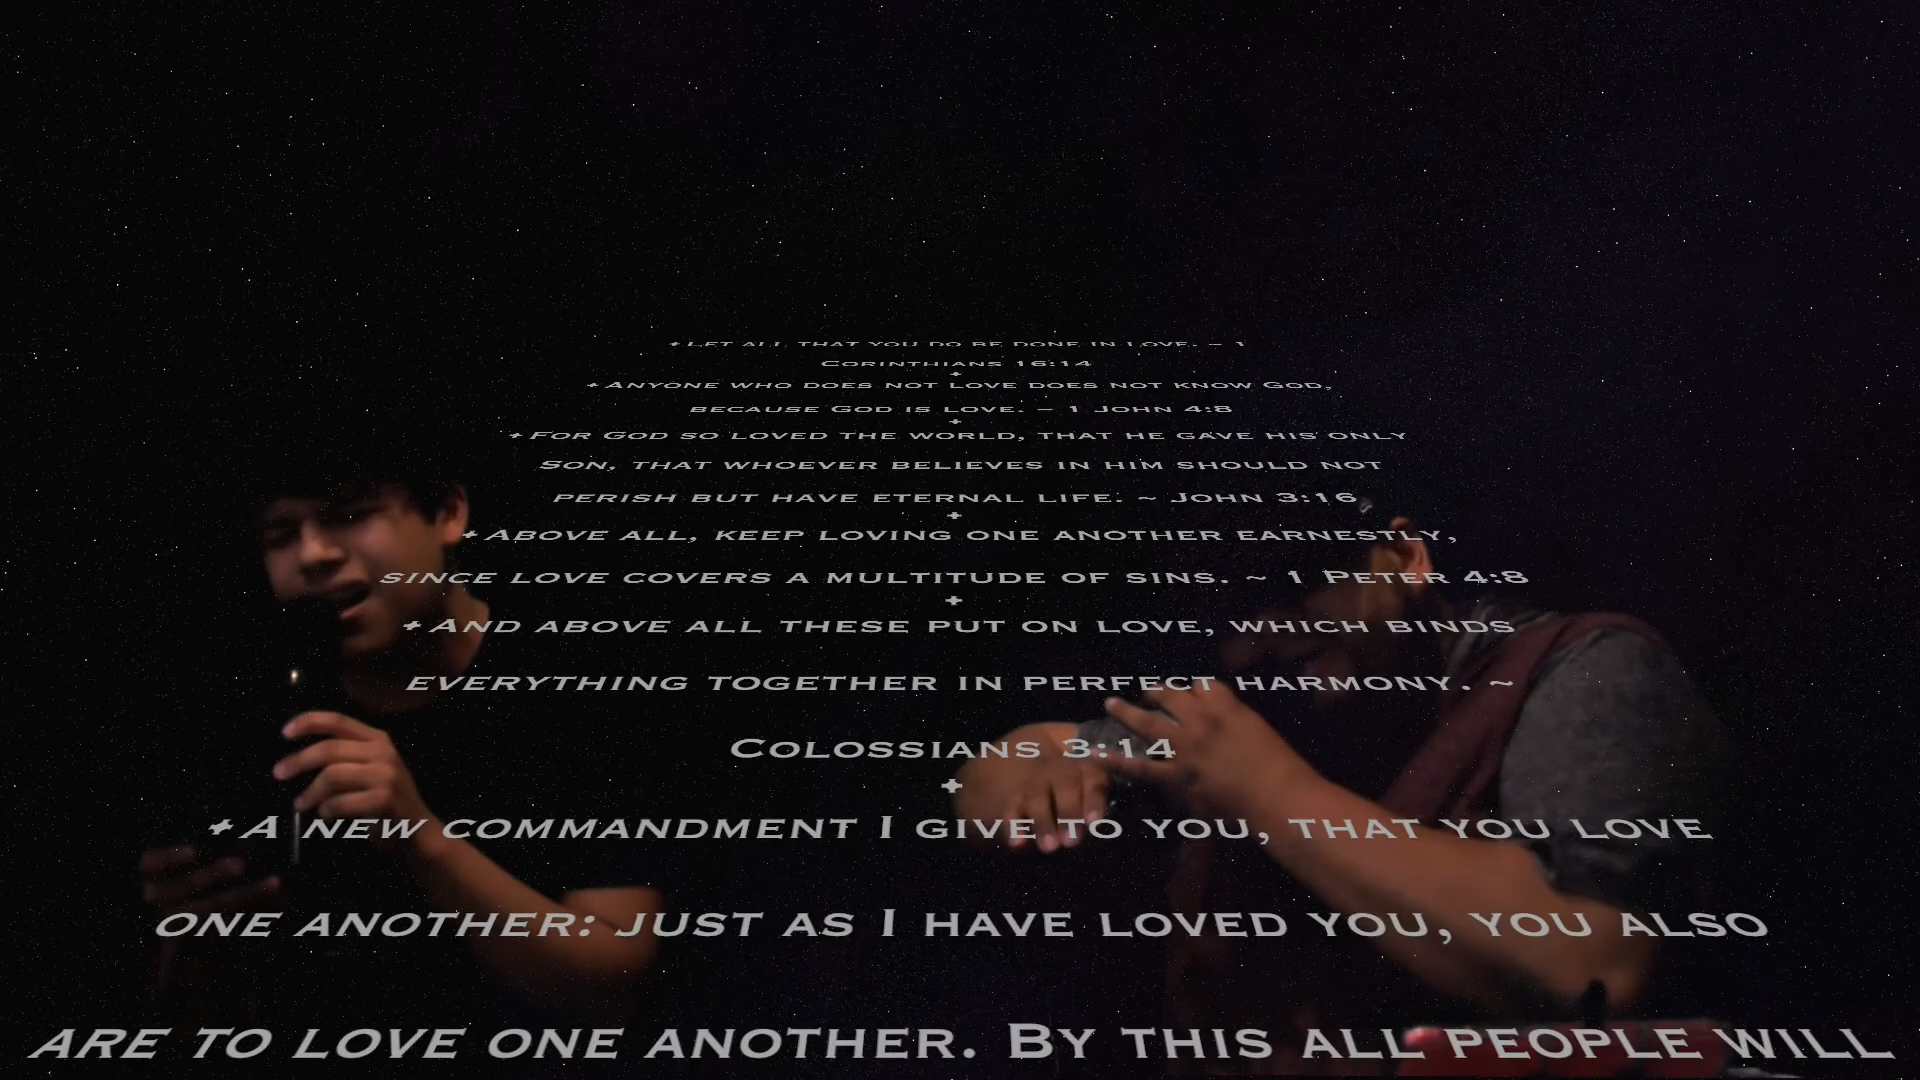 ✦ Let all that you do be done in love. ~ 1
Corinthians 16:14
✦
✦ Anyone who does not love does not know God,
because God is love. ~ 1 John 4:8
✦
✦ For God so loved the world, that he gave his only
Son, that whoever believes in him should not
perish but have eternal life. ~ John 3:16
✦
✦ Above all, keep loving one another earnestly,
since love covers a multitude of sins. ~ 1 Peter 4:8
✦
✦ And above all these put on love, which binds
everything together in perfect harmony. ~
Colossians 3:14
✦
✦ A new commandment I give to you, that you love
one another: just as I have loved you, you also
are to love one another. By this all people will